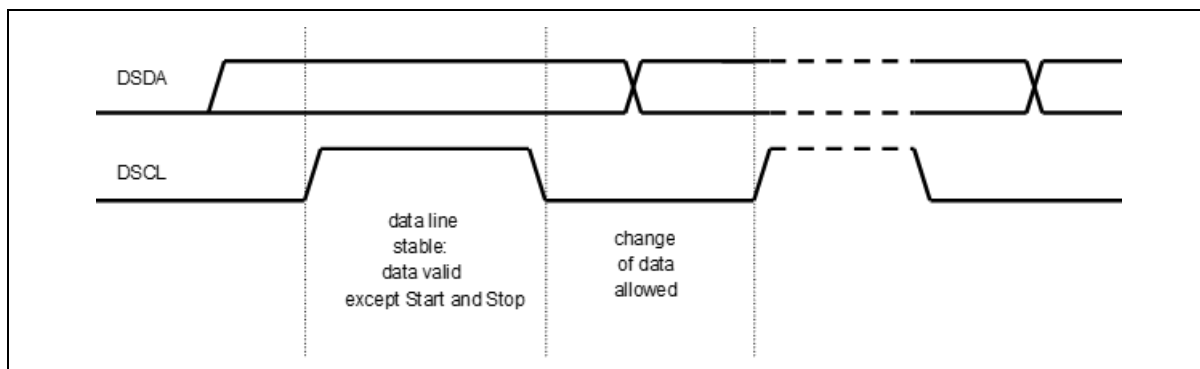 DSDA
DSCL
data line
stable:
data valid
except Start and Stop
change
of data
allowed